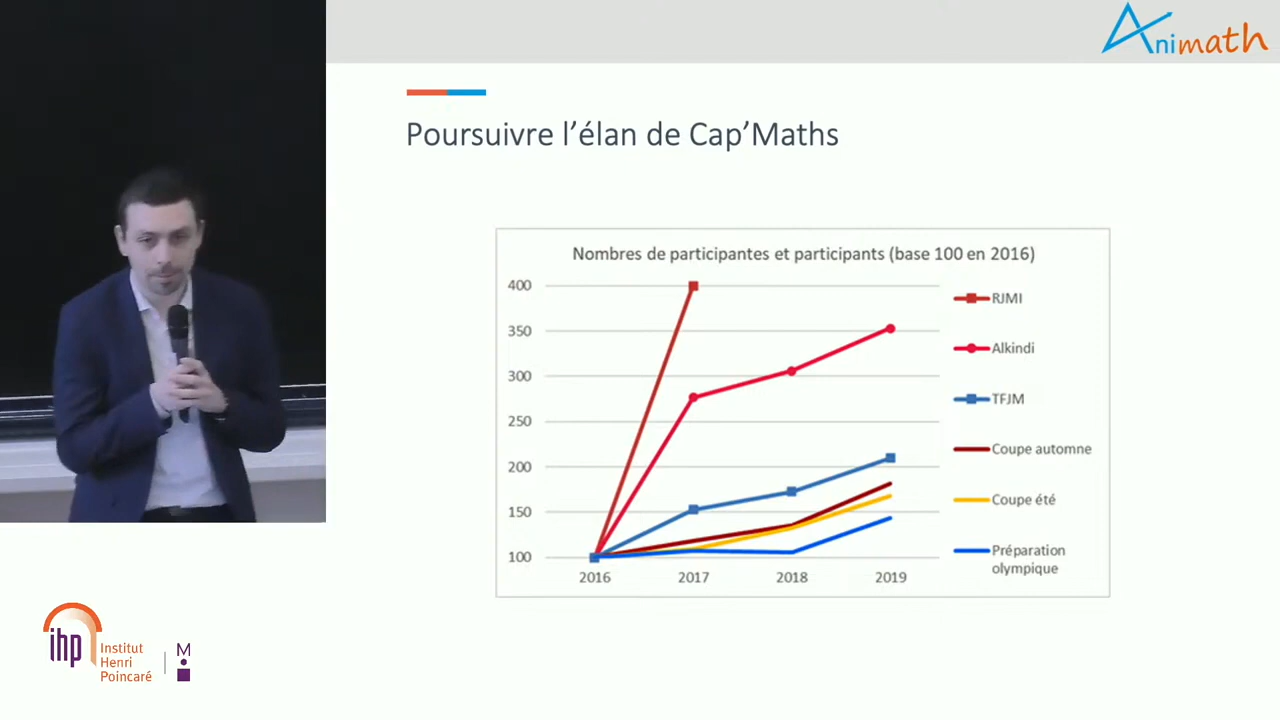 Animath
Poursuivre l’élan de Cap’Maths
Nombres de participantes et participants (base 100 en 2016)
400
350
300
250
200
150
100
2016
2017
2018
2019
RJMI
Alkindi
TFJM
Coupe automne
Coupe été
Préparation
olympique
ihp
Institut
Henri
Poincaré
M